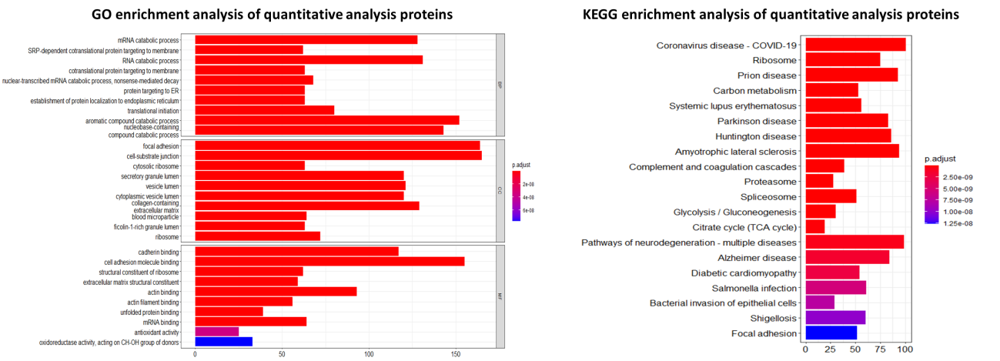 GO enrichment analysis of quantitative analysis proteins
mRNA catabolic process
SRP-dependent cotranslational protein targeting to membrane
RNA catabolic process
cotranslational protein targeting to membrane
nuclear-transcribed mRNA catabolic process, nonsense-mediated decay
protein targeting to ER
establishment of protein localization to endoplasmic reticulum
translational initiation
aromatic compound catabolic process
nucleobase-containing
compound catabolic process
BP
focal adhesion
cell-substrate junction
cytosolic ribosome
secretory granule lumen
vesicle lumen
cytoplasmic vesicle lumen
collagen-containing
extracellular matrix
blood microparticle
ficolin-1-rich granule lumen
ribosome
CC
cadherin binding
cell adhesion molecule binding
structural constituent of ribosome
extracellular matrix structural constituent
actin binding
actin filament binding
unfolded protein binding
mRNA binding
antioxidant activity
oxidoreductase activity, acting on CH-OH group of donors
MF
0 50 100 150
p.adjust
2e-08
4e-08
6e-08
KEGG enrichment analysis of quantitative analysis proteins
Coronavirus disease - COVID-19
Ribosome
Prion disease
Carbon metabolism
Systemic lupus erythematosus
Parkinson disease
Huntington disease
Amyotrophic lateral sclerosis
Complement and coagulation cascades
Proteasome
Spliceosome
Glycolysis / Gluconeogenesis
Citrate cycle (TCA cycle)
Pathways of neurodegeneration - multiple diseases
Alzheimer disease
Diabetic cardiomyopathy
Salmonella infection
Bacterial invasion of epithelial cells
Shigellosis
Focal adhesion
0 25 50 75 100
p.adjust
2.50e-09
5.00e-09
7.50e-09
1.00e-08
1.25e-08